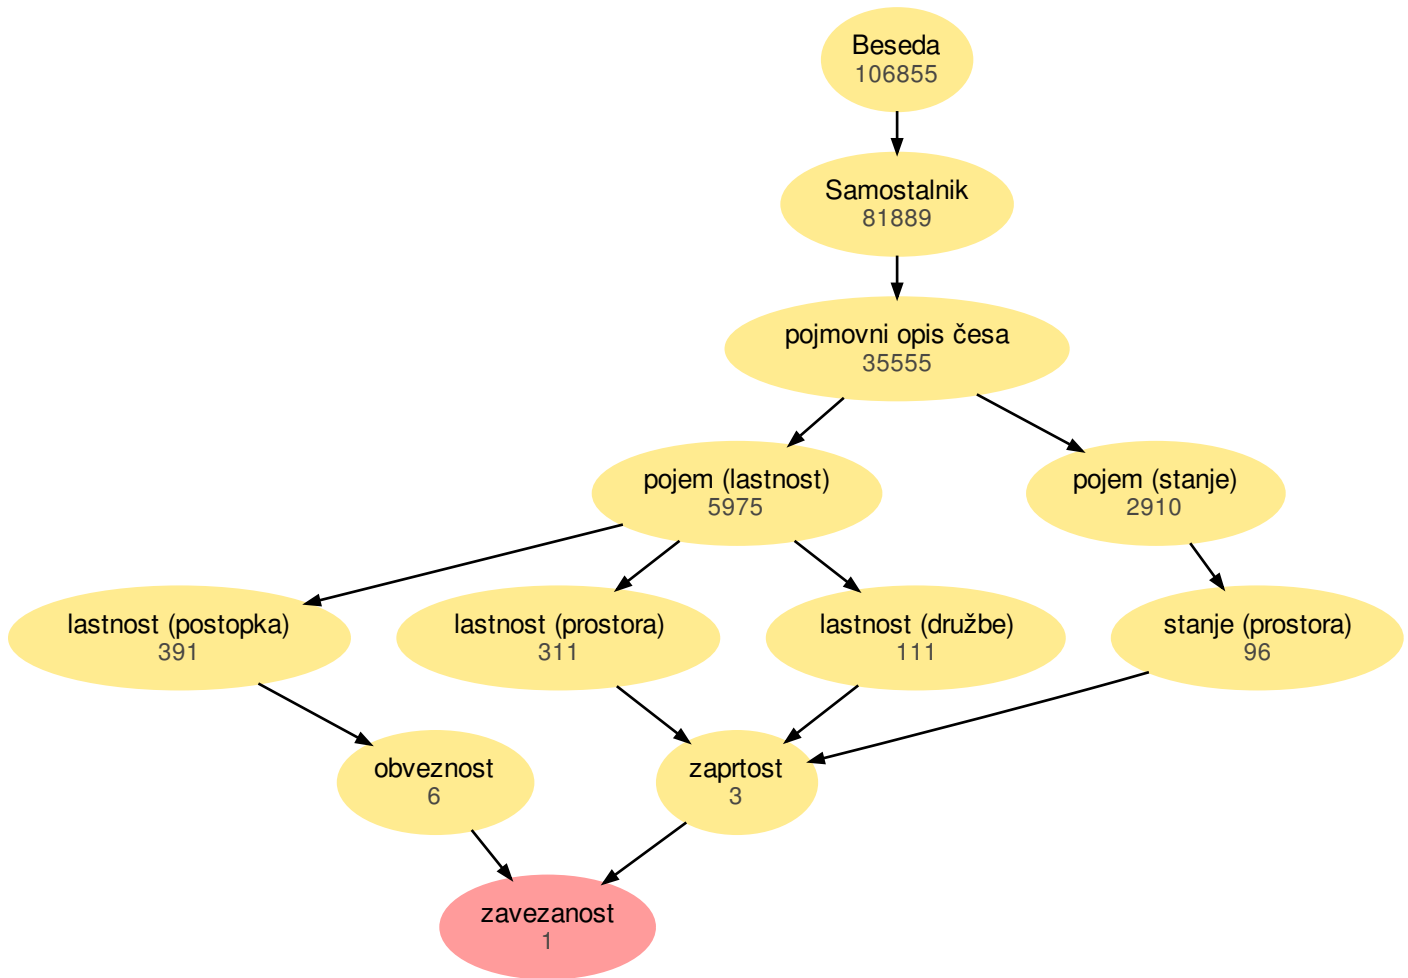 Beseda
106855
Samostalnik
81889
pojmovni opis česa
35555
pojem (lastnost)
5975
pojem (stanje)
2910
lastnost (postopka)
391
lastnost (prostora)
311
lastnost (družbe)
111
stanje (prostora)
96
obveznost
6
zaprtost
3
zavezanost
1